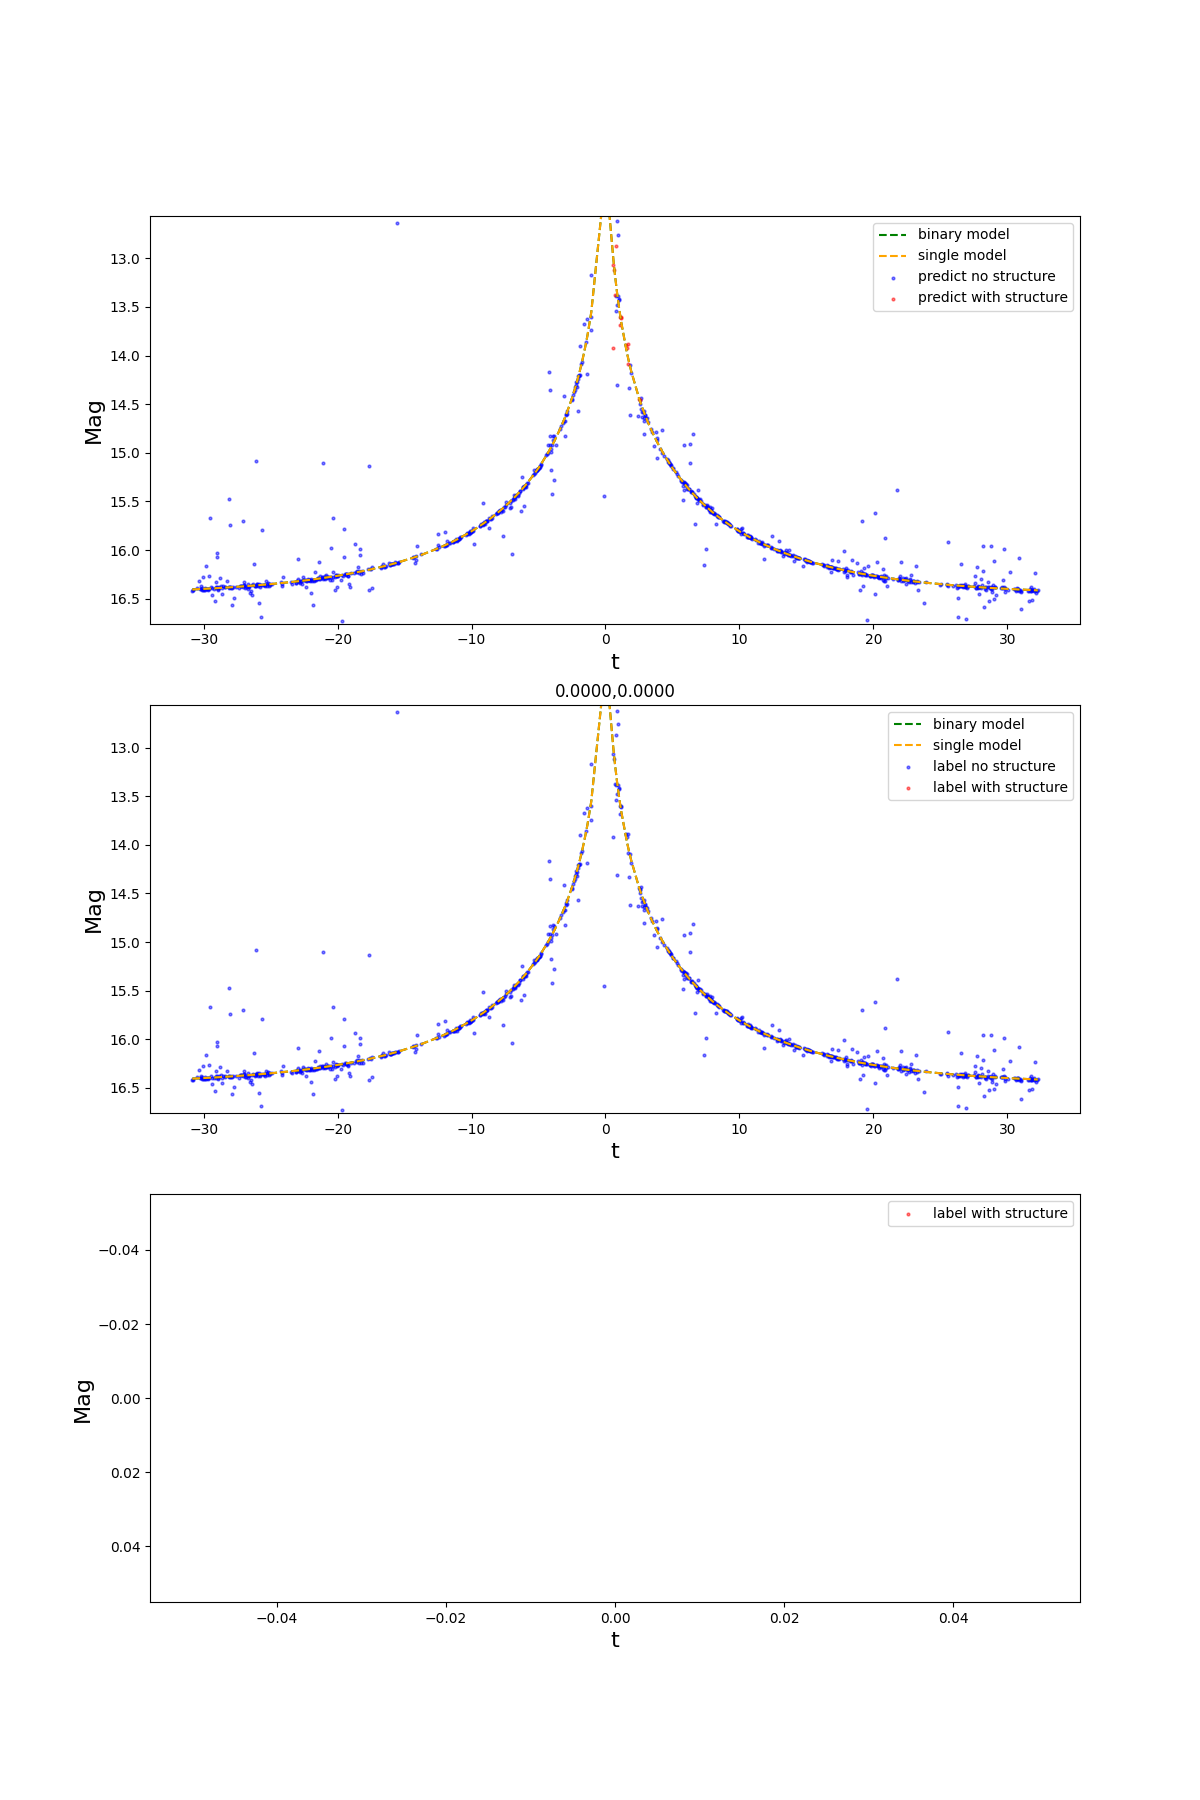 binary model
single model
predict no structure
predict with structure
13.0
13.5
14.0
14.5
15.0
15.5
16.0
16.5
Mag
−30 −20 −10 0 10 20 30
t
0.0000,0.0000
binary model
single model
label no structure
label with structure
13.0
13.5
14.0
14.5
15.0
15.5
16.0
16.5
Mag
−30 −20 −10 0 10 20 30
t
label with structure
−0.04
−0.02
0.00
0.02
0.04
Mag
−0.04 −0.02 0.00 0.02 0.04
t